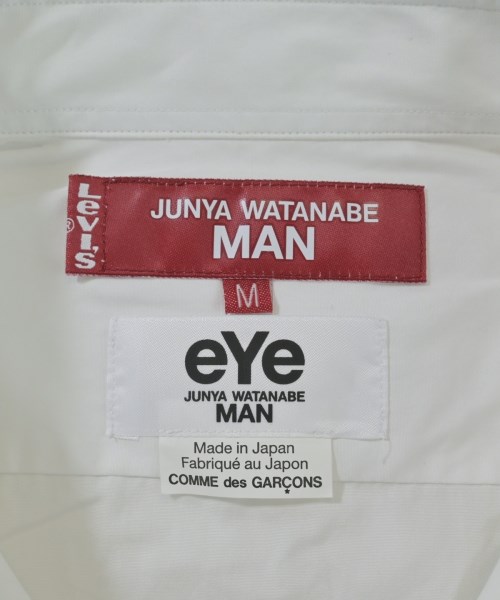 Levi's
®
JUNYA WATANABE
MAN
M
eYe
JUNYA WATANABE
MAN
Made in Japan
Fabriqué au Japon
COMME des GARÇONS